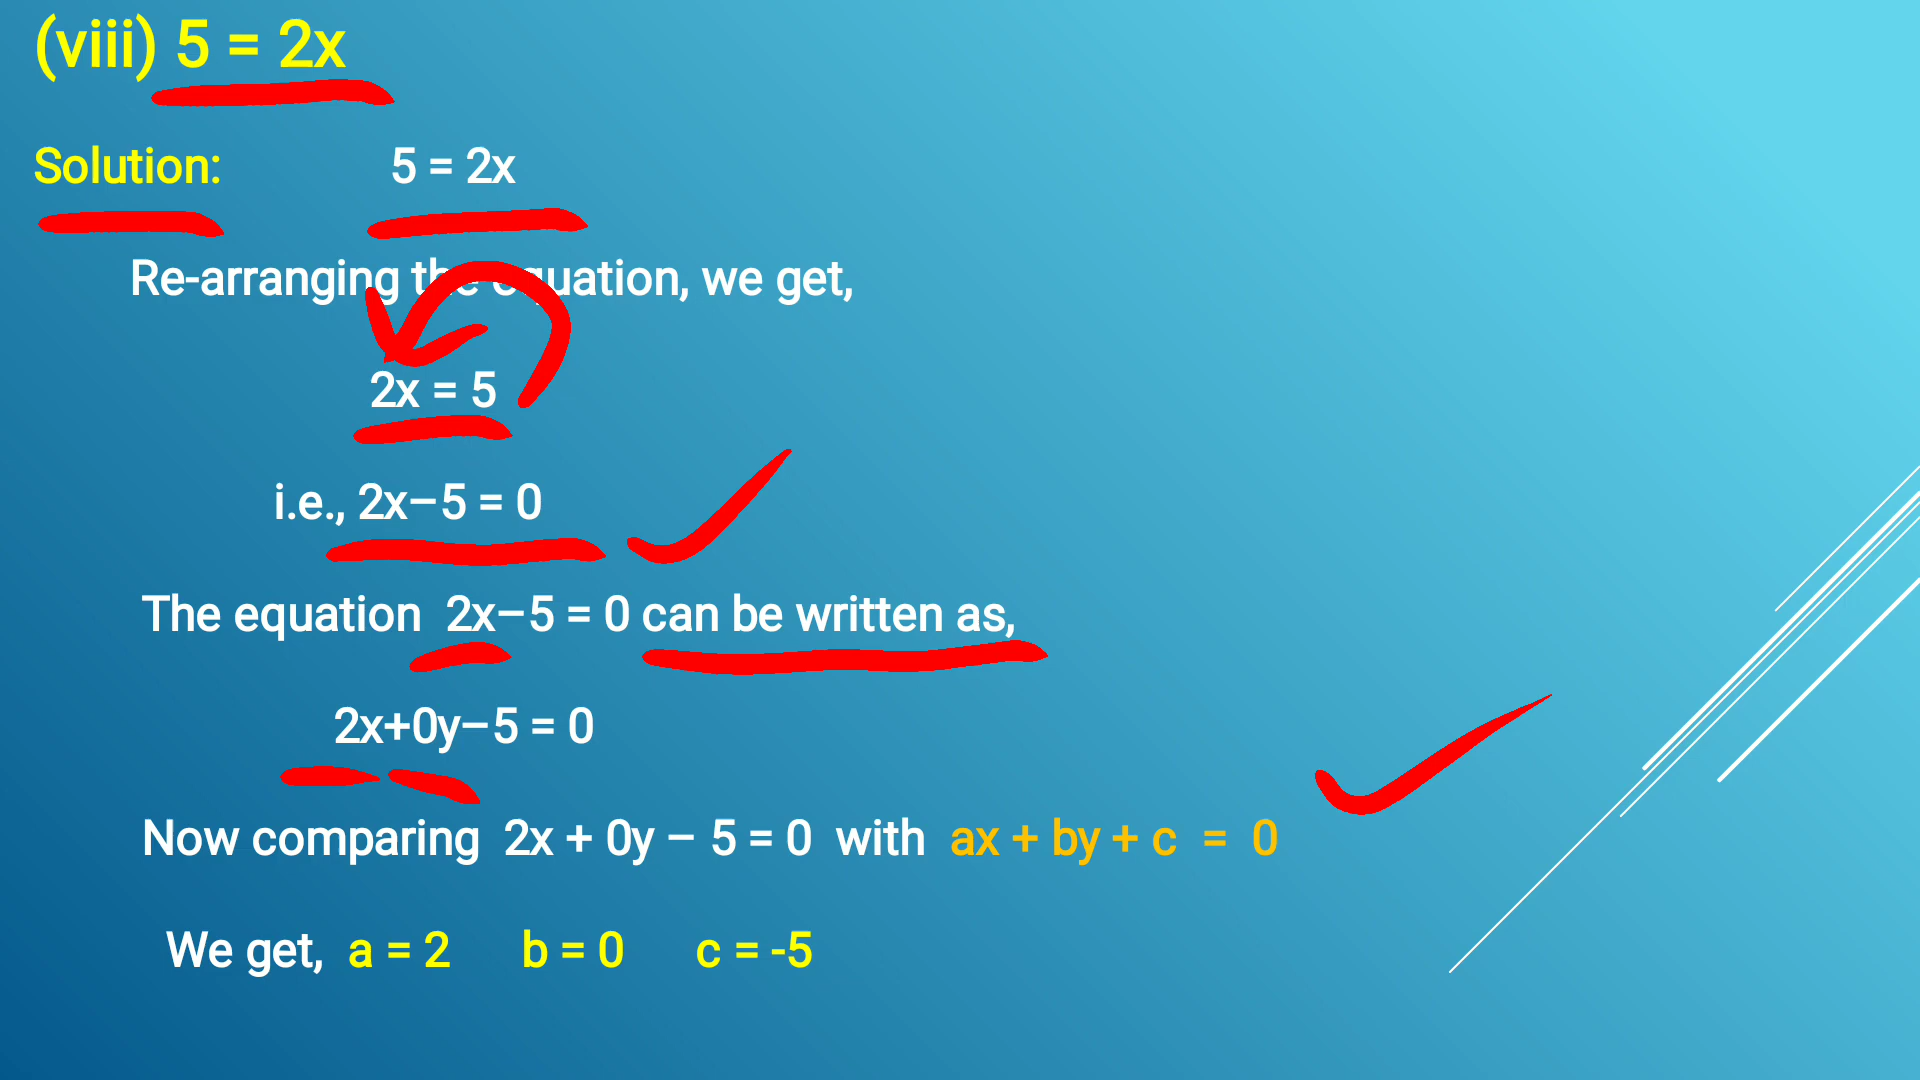 (viii) 5 = 2x
Solution: 5 = 2x
Re-arranging the equation, we get,
2x = 5
i.e., 2x–5 = 0
The equation 2x–5 = 0 can be written as,
2x+0y–5 = 0
Now comparing 2x + 0y – 5 = 0 with ax + by + c = 0
We get, a = 2 b = 0 c = -5